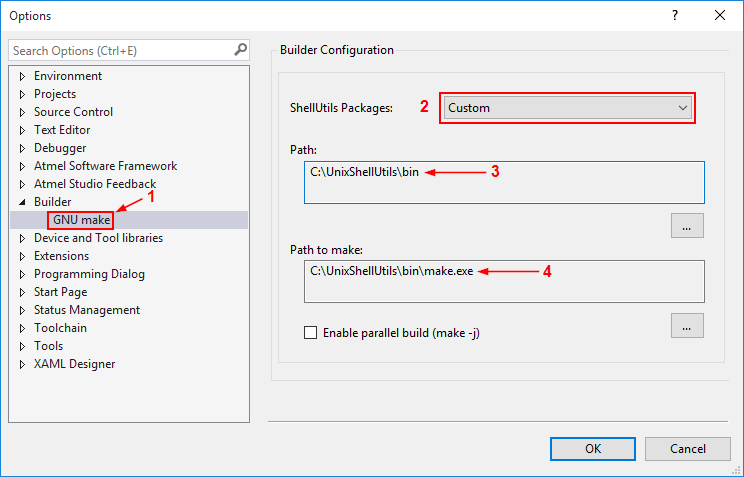 Options
?
Search Options (Ctrl+E)
Environment
Projects
Source Control
Text Editor
Debugger
Atmel Software Framework
Atmel Studio Feedback
Builder
1
GNU make
Device and Tool libraries
Extensions
Programming Dialog
Start Page
Status Management
Toolchain
Tools
XAML Designer
Builder Configuration
ShellUtils Packages: 2 Custom
Path:
C:\UnixShellUtils\bin 3
...
Path to make:
C:\UnixShellUtils\bin\make.exe 4
...
Enable parallel build (make -j)
OK Cancel